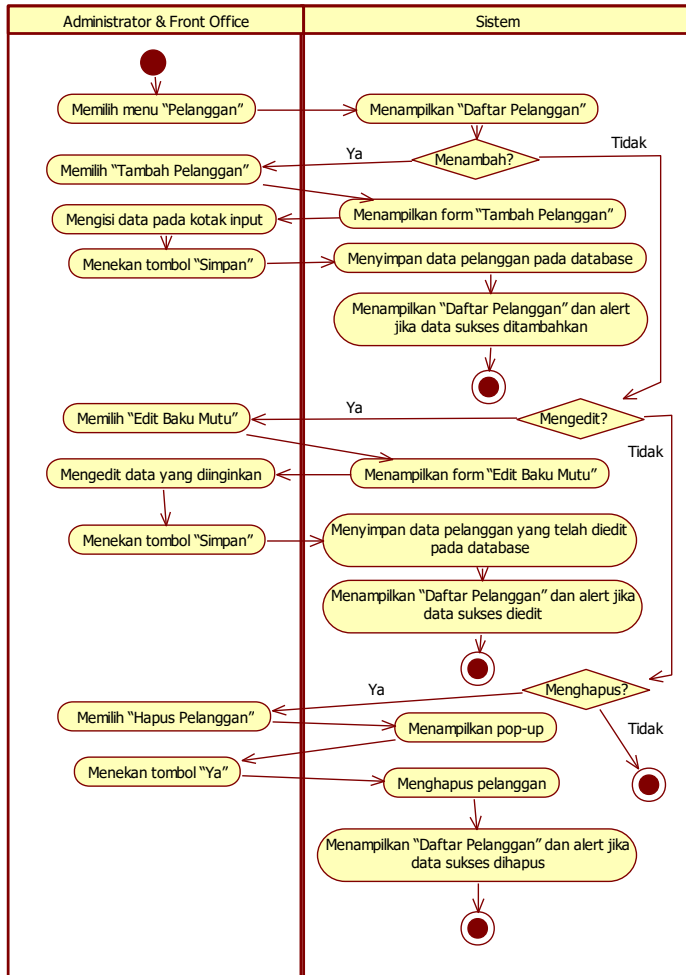 Administrator & Front Office
Sistem
Memilih menu “Pelanggan”
Menampilkan “Daftar Pelanggan”
Tidak
Ya
Menambah?
Memilih “Tambah Pelanggan”
Menampilkan form “Tambah Pelanggan”
Mengisi data pada kotak input
Menekan tombol “Simpan”
Menyimpan data pelanggan pada database
Menampilkan “Daftar Pelanggan” dan alert
jika data sukses ditambahkan
Ya
Memilih “Edit Baku Mutu”
Mengedit?
Tidak
Mengedit data yang diinginkan
Menampilkan form “Edit Baku Mutu”
Menekan tombol “Simpan”
Menyimpan data pelanggan yang telah diedit
pada database
Menampilkan “Daftar Pelanggan” dan alert jika
data sukses diedit
Ya
Menghapus?
Memilih “Hapus Pelanggan”
Menampilkan pop-up
Tidak
Menekan tombol “Ya”
Menghapus pelanggan
Menampilkan “Daftar Pelanggan” dan alert jika
data sukses dihapus